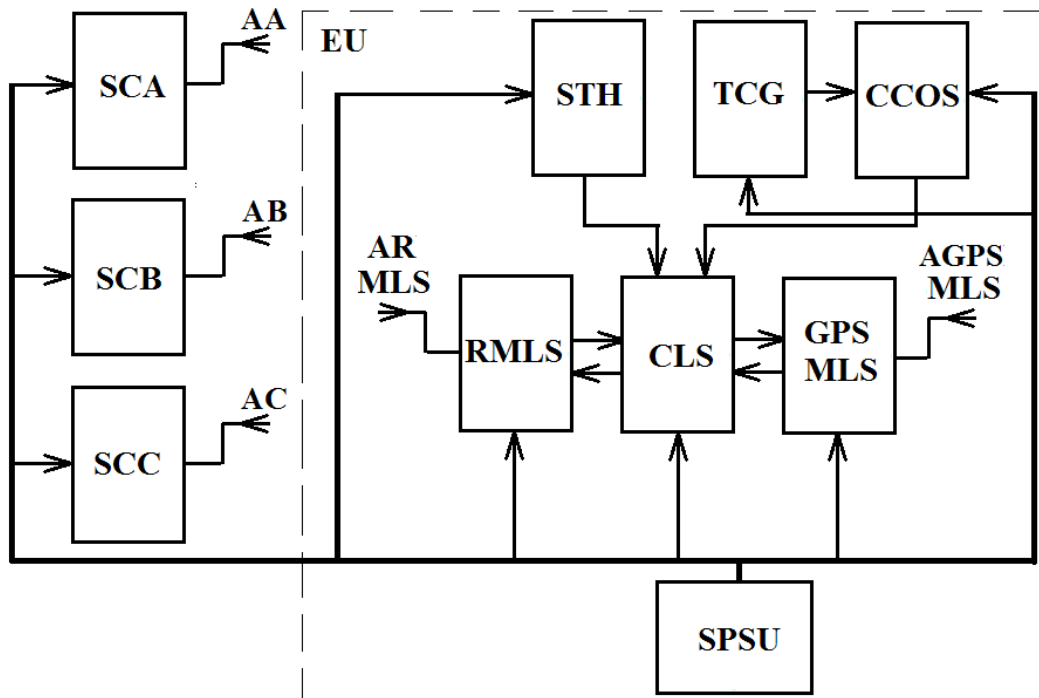 AA
EU
SCA
STH
TCG
CCOS
AB
SCB
AR
MLS
AGPS
MLS
RMLS
CLS
GPS
MLS
AC
SCC
SPSU